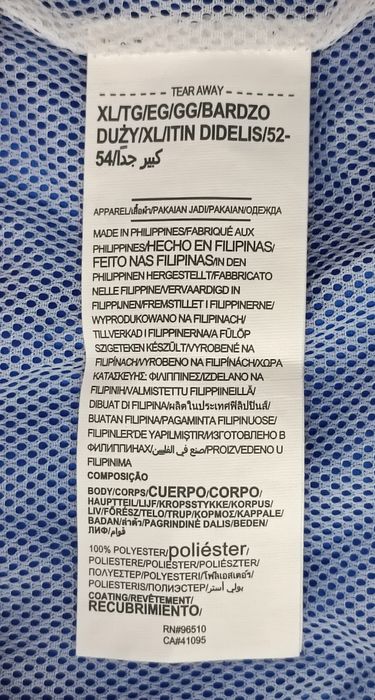 TEAR AWAY
XL/TG/EG/GG/BARDZO
DUŻY/XL/ITIN DIDELIS/52-
54/كبير جداً
APPAREL/เสื้อผ้า/PAKAIAN JADI/PAKAIAN/ОДЕЖДА
MADE IN PHILIPPINES/FABRIQUÉ AUX
PHILIPPINES/HECHO EN FILIPINAS/
FEITO NAS FILIPINAS/IN DEN
PHILIPPINEN HERGESTELLT/FABBRICATO
NELLE FILIPPINE/VERVAARDIGD IN
FILIPPIJNEN/FREMSTILLET I FILIPPINERNE/
WYPRODUKOWANO NA FILIPINACH/
TILLVERKAD I FILIPPINERNA/A FÜLÖP
SZIGETEKEN KÉSZÜLT/VYROBENÉ NA
FILIPÍNACH/VYROBENO NA FILIPÍNÁCH/ΧΩΡΑ
ΚΑΤΑΣΚΕΥΗΣ: ΦΙΛΙΠΠΙΝΕΣ/IZDELANO NA
FILIPINIH/VALMISTETTU FILIPPIINEILLÄ/
DIBUAT DI FILIPINA/ผลิตในประเทศฟิลิปปินส์/
BUATAN FILIPINA/PAGAMINTA FILIPINUOSE/
FILIPINLER'DE YAPILMIŞTIR/ИЗГОТОВЛЕНО В
ФИЛИППИНАХ/صنع في الفلبين/PROIZVEDENO U
FILIPINIMA
COMPOSIÇÃO
BODY/CORPS/CUERPO/CORPO/
HAUPTTEIL/LIJF/KROPSSTYKKE/KORPUS/
LIV/FŐRÉSZ/TELO/TRUP/ΚΟΡΜΟΣ/KAPPALE/
BADAN/ลำตัว/PAGRINDINĖ DALIS/BEDEN/
ЛИФ/قوام/
100% POLYESTER/poliéster/
POLIESTERE/POLIESTER/POLIÉSZTER/
ΠΟΛΥΕΣΤΕΡ/POLYESTERI/โพลีเอสเตอร์/
POLIESTERIS/ПОЛИЭСТЕР/بولي أستر/
COATING/REVÊTEMENT/
RECUBRIMIENTO/
RN#96510
CA#41095